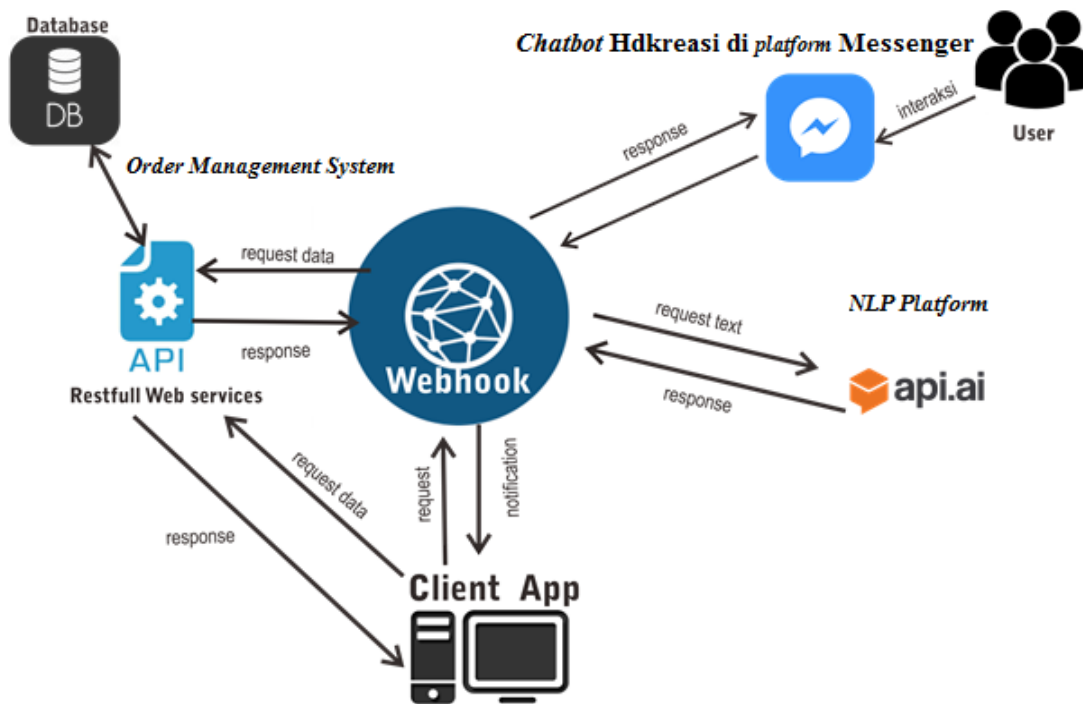 Database
DB
Order Management System
Chatbot Hdkreasi di platform Messenger
User
interaksi
response
request data
response
API
Restfull Web services
Webhook
NLP Platform
request text
response
api.ai
request data
response
request
notification
Client App